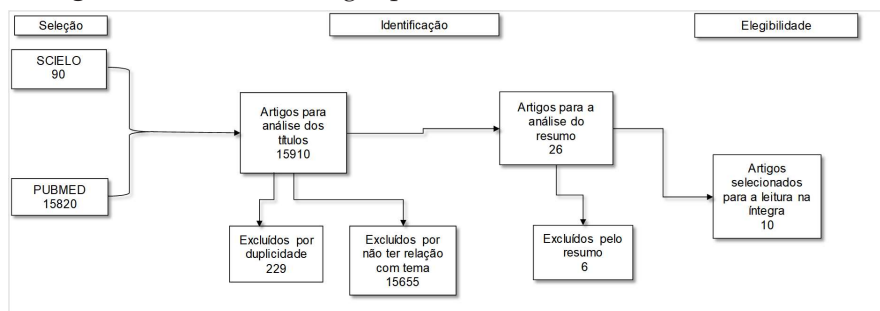 Seleção
Identificação
Elegibilidade
SCIELO
90
PUBMED
15820
Artigos para
análise dos
títulos
15910
Excluídos por
duplicidade
229
Excluídos por
não ter relação
com tema
15655
Artigos para a
análise do
resumo
26
Excluídos pelo
resumo
6
Artigos
selecionados
para a leitura na
íntegra
10